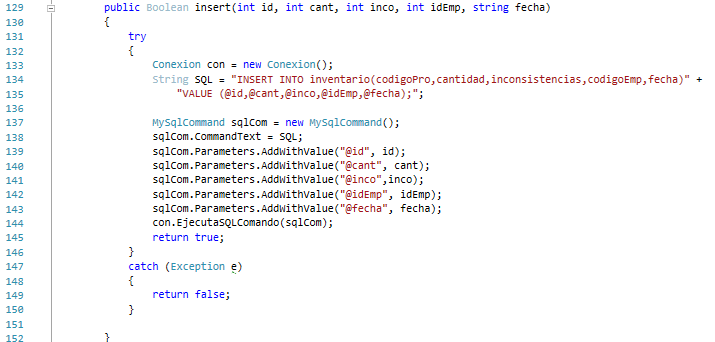 129 public Boolean insert(int id, int cant, int inco, int idEmp, string fecha)
130 {
131 try
132 {
133 Conexion con = new Conexion();
134 String SQL = "INSERT INTO inventario(codigoPro,cantidad,inconsistencias,codigoEmp,fecha)" +
135 "VALUE (@id,@cant,@inco,@idEmp,@fecha);";
136
137 MySqlCommand sqlCom = new MySqlCommand();
138 sqlCom.CommandText = SQL;
139 sqlCom.Parameters.AddWithValue("@id", id);
140 sqlCom.Parameters.AddWithValue("@cant", cant);
141 sqlCom.Parameters.AddWithValue("@inco",inco);
142 sqlCom.Parameters.AddWithValue("@idEmp", idEmp);
143 sqlCom.Parameters.AddWithValue("@fecha", fecha);
144 con.EjecutaSQLComando(sqlCom);
145 return true;
146 }
147 catch (Exception e)
148 {
149 return false;
150 }
151
152 }